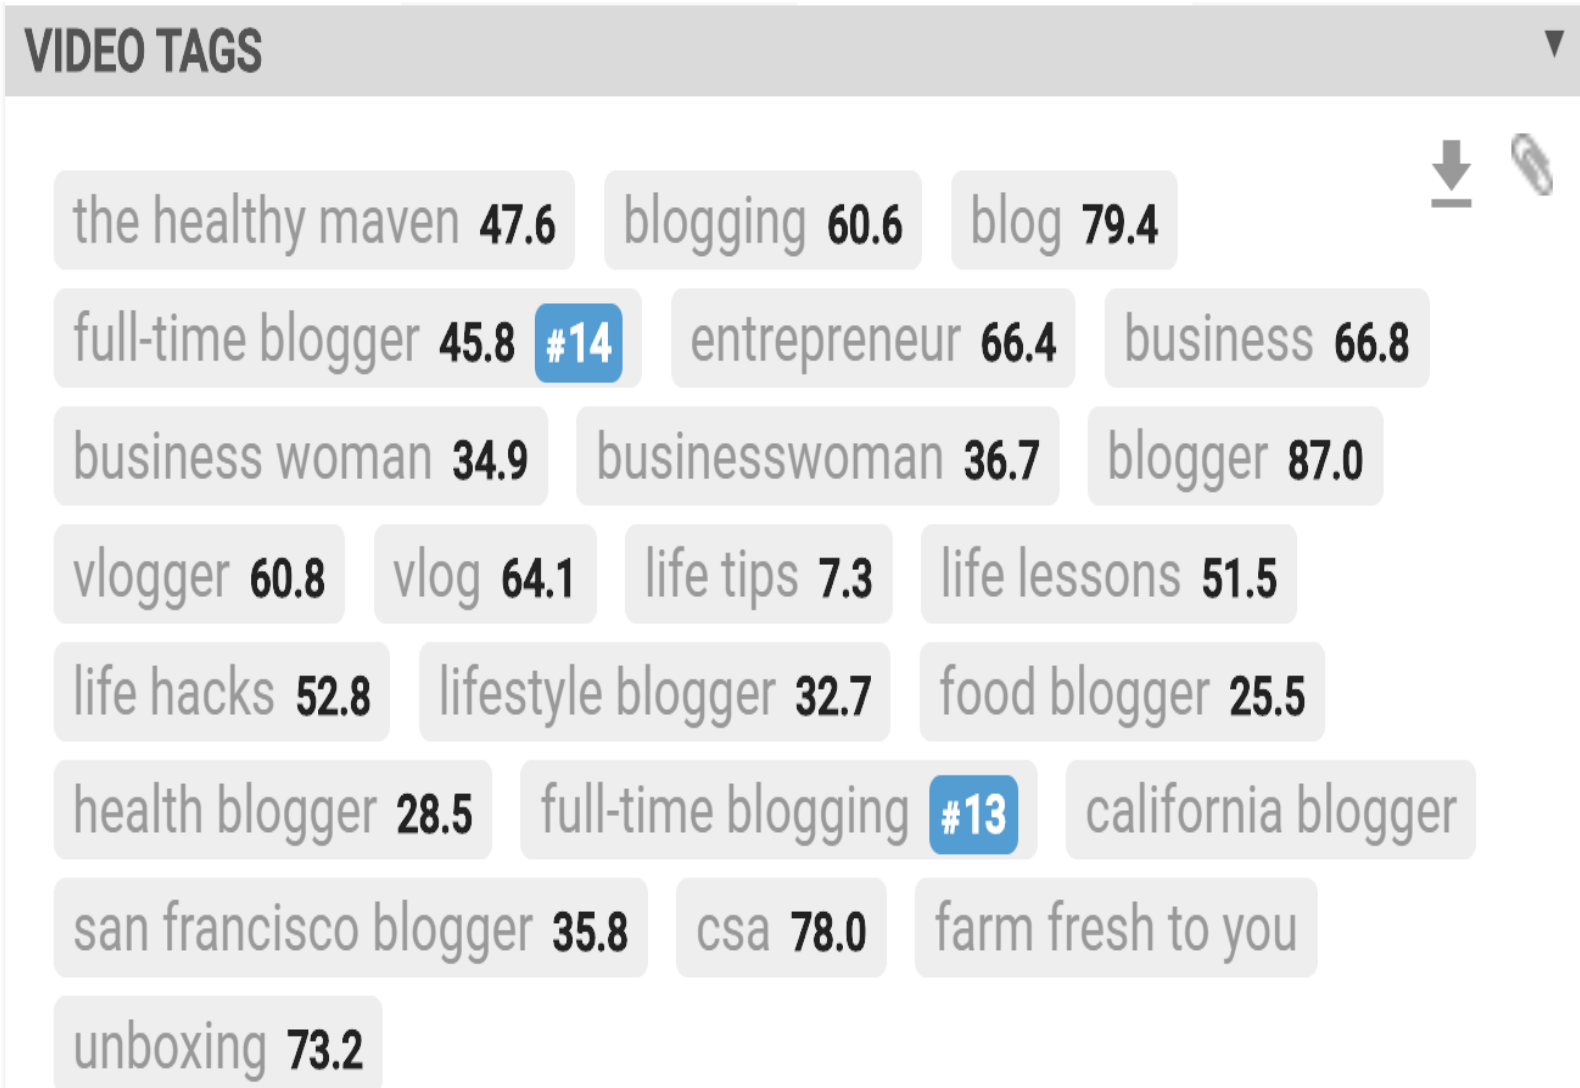 VIDEO TAGS
the healthy maven 47.6 blogging 60.6 blog 79.4
full-time blogger 45.8 #14 entrepreneur 66.4 business 66.8
business woman 34.9 businesswoman 36.7 blogger 87.0
vlogger 60.8 vlog 64.1 life tips 7.3 life lessons 51.5
life hacks 52.8 lifestyle blogger 32.7 food blogger 25.5
health blogger 28.5 full-time blogging #13 california blogger
san francisco blogger 35.8 csa 78.0 farm fresh to you
unboxing 73.2